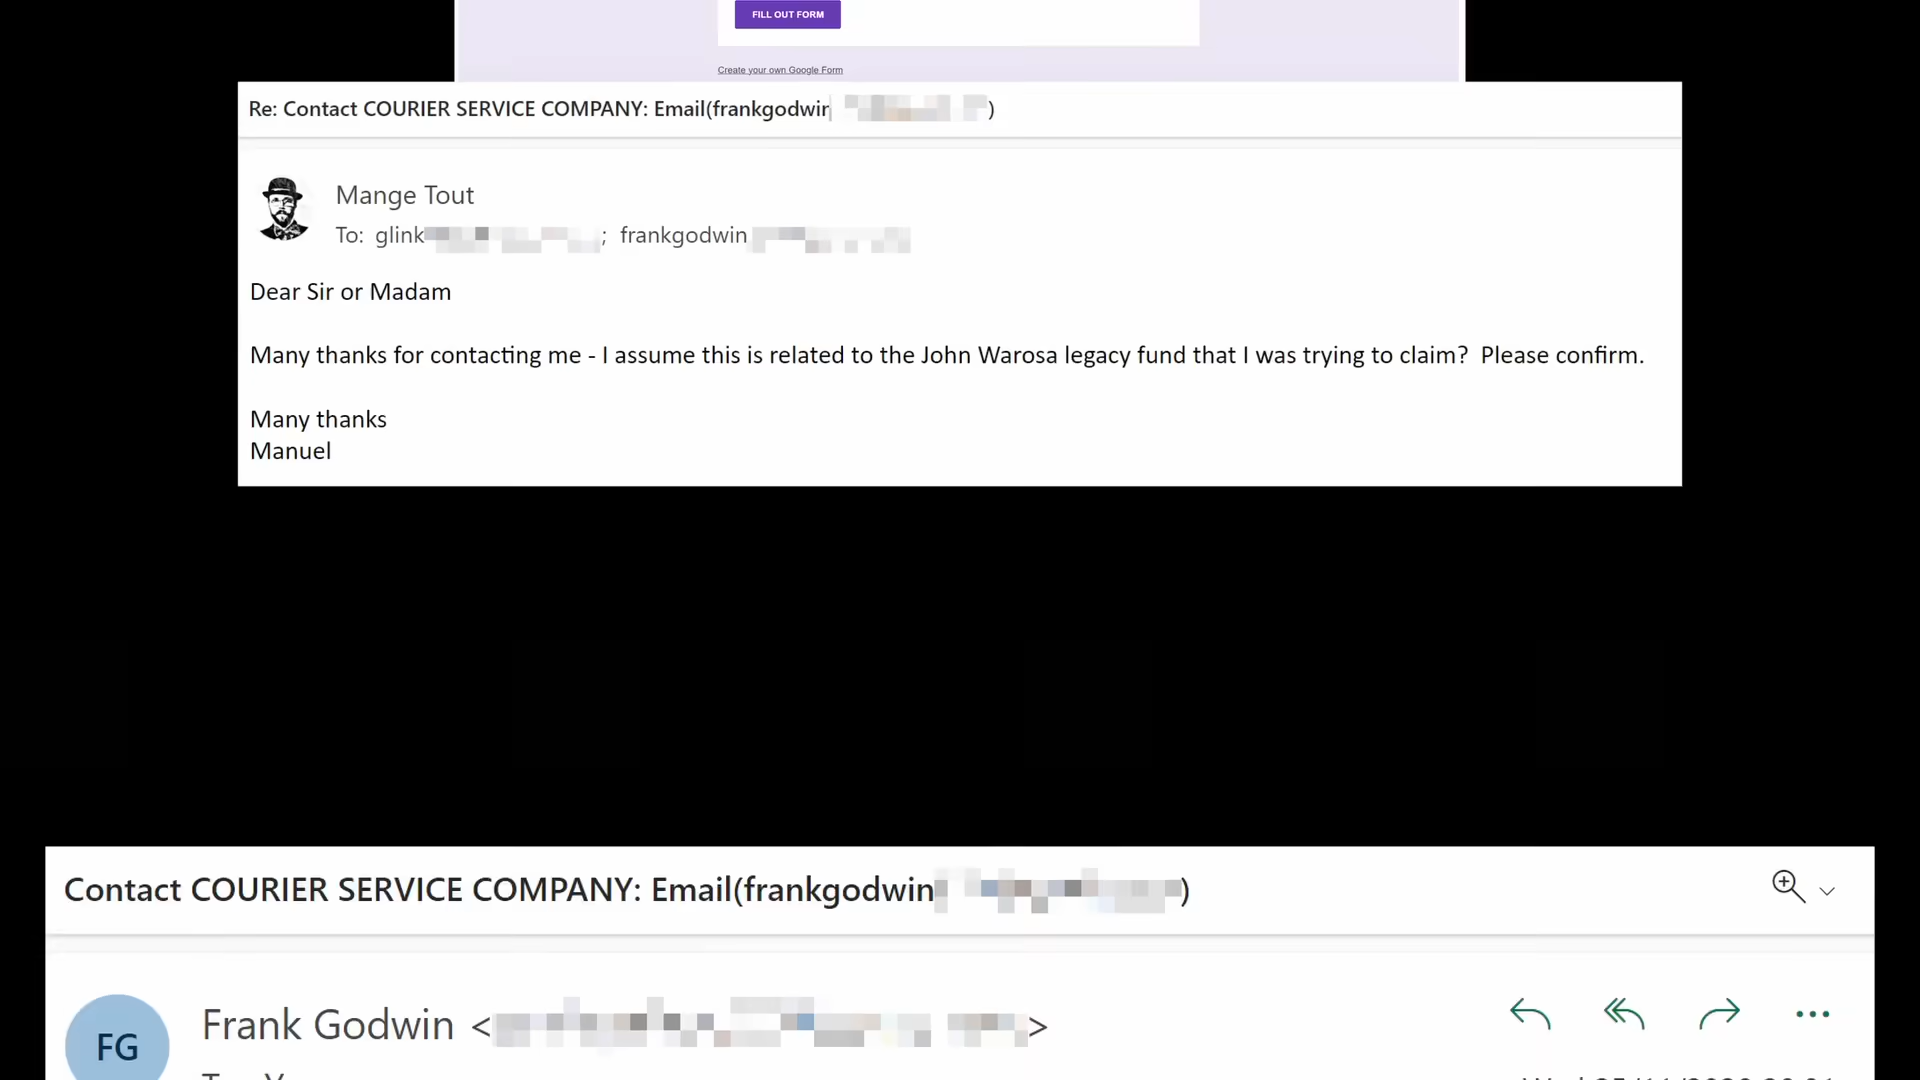 FILL OUT FORM
Create your own Google Form
Re: Contact COURIER SERVICE COMPANY: Email(frankgodwin )
Mange Tout
To: glink ; frankgodwin
Dear Sir or Madam
Many thanks for contacting me - I assume this is related to the John Warosa legacy fund that I was trying to claim? Please confirm.
Many thanks
Manuel
Contact COURIER SERVICE COMPANY: Email(frankgodwin )
FG
Frank Godwin < >